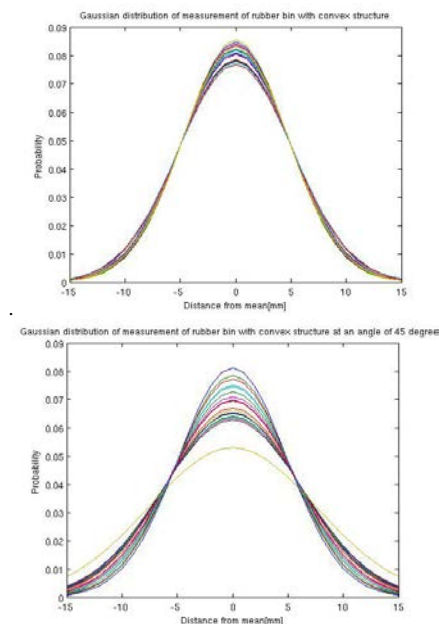 Gaussian distribution of measurement of rubber bin with convex structure
0.09
0.08
0.07
0.06
0.05
0.04
0.03
0.02
0.01
0
Probability
-15 -10 -5 0 5 10 15
Distance from mean[mm]
.
Gaussian distribution of measurement of rubber bin with convex structure at an angle of 45 degree
0.09
0.08
0.07
0.06
0.05
0.04
0.03
0.02
0.01
0
Probability
-15 -10 -5 0 5 10 15
Distance from mean[mm]